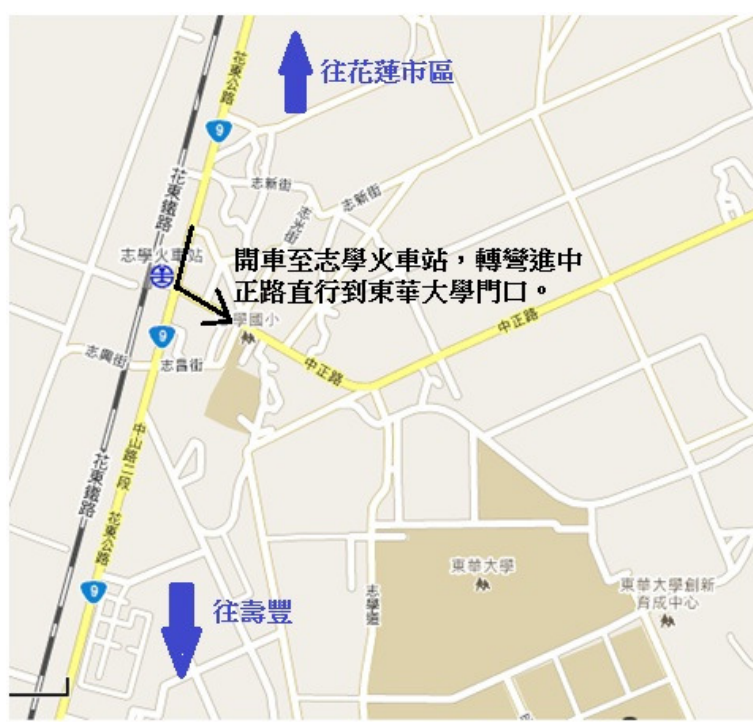 花東公路
往花蓮市區
9
花東鐵路
志新街
志新街
志光街
志學火車站
開車至志學火車站，轉彎進中
正路直行到東華大學門口。
學國小
9
中正路
志興街
志昌街
中正路
中山路二段
花東鐵路
花東公路
東華大學
9
志學道
東華大學創新
育成中心
往壽豐